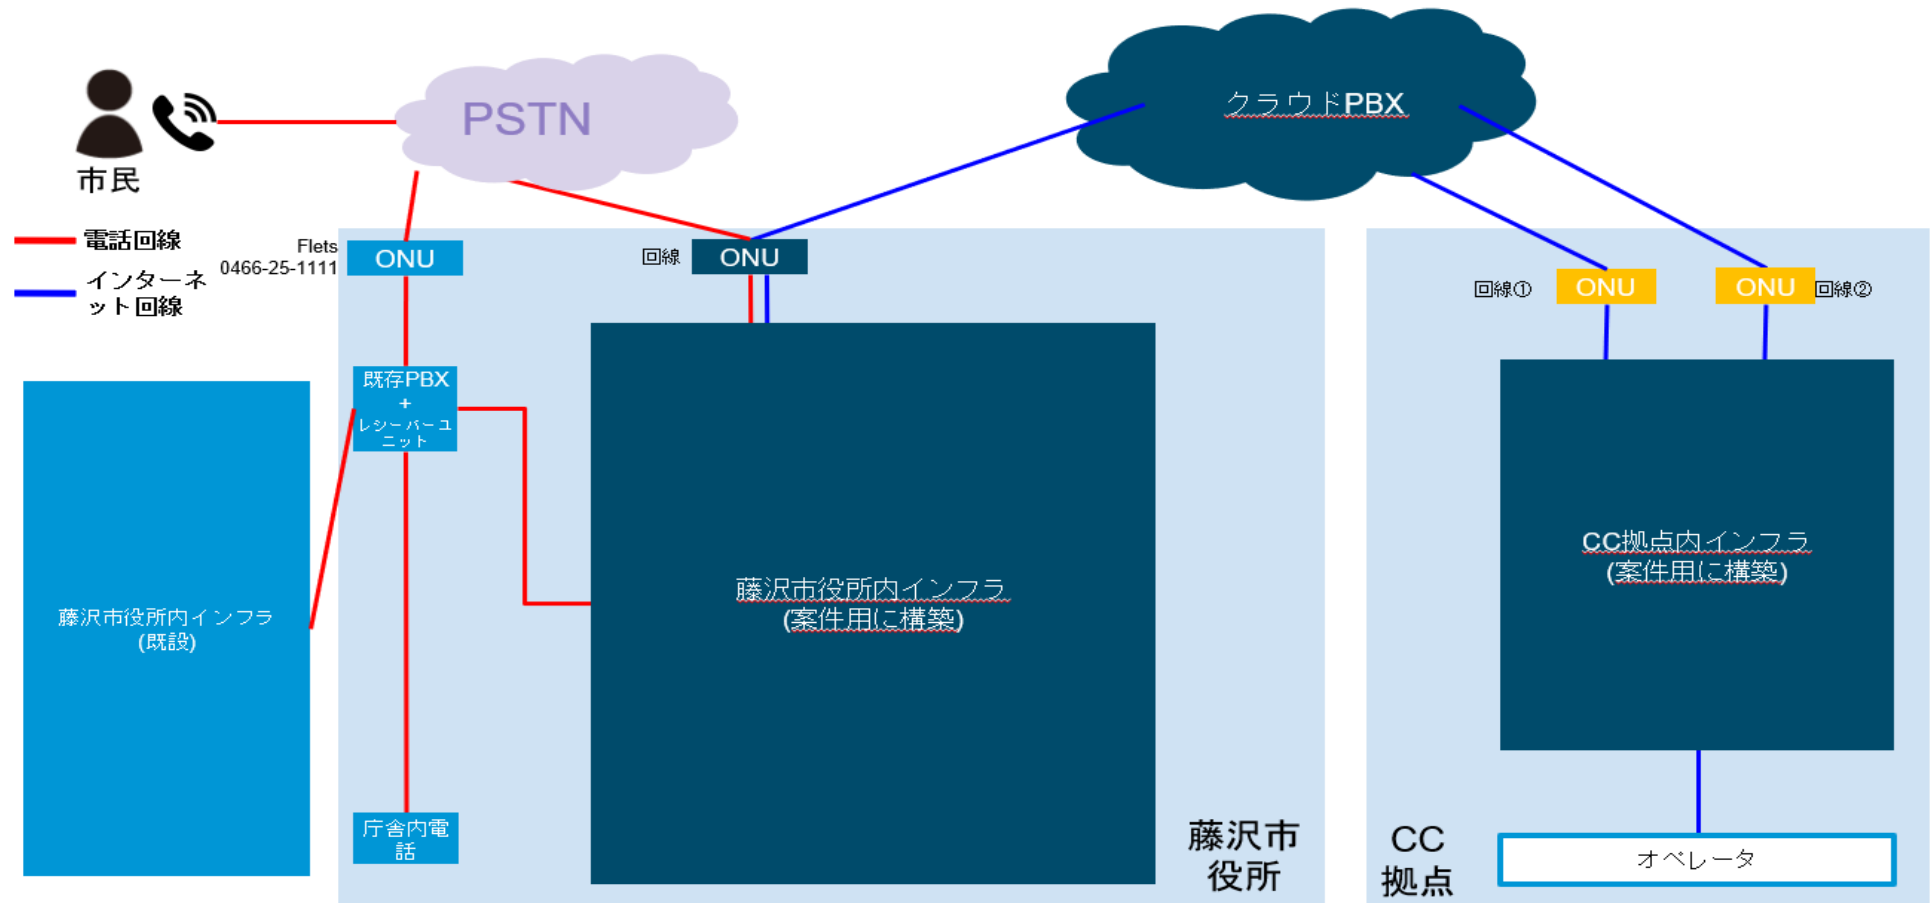 クラウドPBX
PSTN
市民
電話回線
インターネ
ット回線
Flets
0466-25-1111
ONU
回線
ONU
回線①
ONU
ONU
回線②
既存PBX
+
レシーバーユ
ニット
藤沢市役所内インフラ
(既設)
藤沢市役所内インフラ
(案件用に構築)
CC拠点内インフラ
(案件用に構築)
庁舎内電
話
藤沢市
役所
CC
拠点
オペレータ